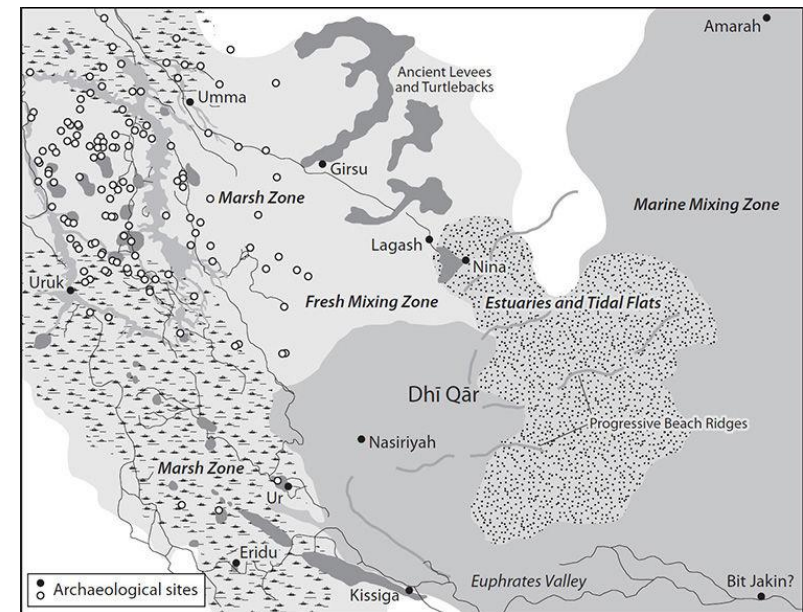 Amarah
Ancient Levees
and Turtlebacks
Umma
Girsu
Marsh Zone
Marine Mixing Zone
Lagash
Nina
Uruk
Fresh Mixing Zone
Estuaries and Tidal Flats
Dhī Qār
Progressive Beach Ridges
Nasiriyah
Marsh Zone
Ur
Eridu
Euphrates Valley
Bit Jakin?
Kissiga
Archaeological sites